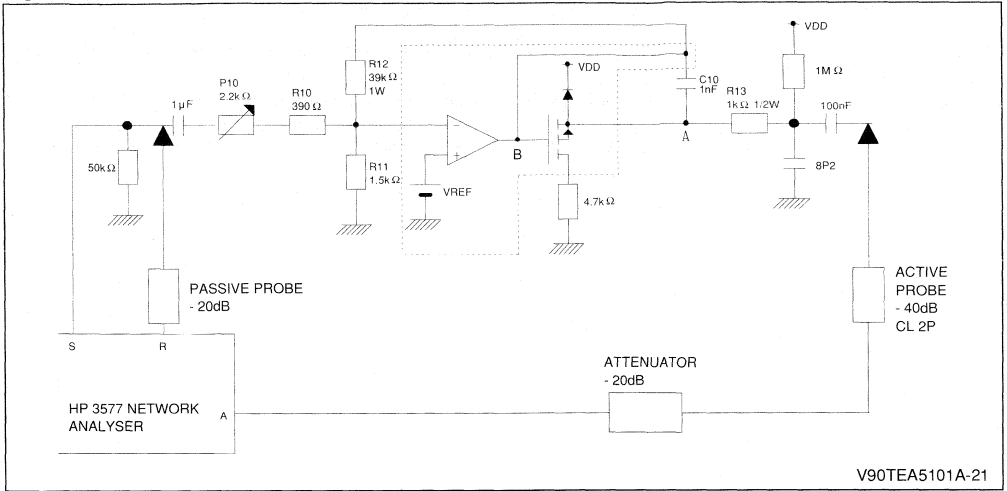 VDD
R12
39kΩ
1W
VDD
C10
1nF
1MΩ
P10
2.2kΩ
R10
390Ω
R13
1kΩ 1/2W
100nF
1µF
−
+
B
A
50kΩ
R11
1.5kΩ
VREF
4.7kΩ
8P2
PASSIVE PROBE
- 20dB
ACTIVE
PROBE
- 40dB
CL 2P
S
R
ATTENUATOR
- 20dB
HP 3577 NETWORK
ANALYSER
A
V90TEA5101A-21